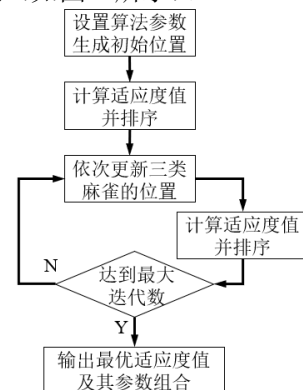 设置算法参数
生成初始位置
计算适应度值
并排序
依次更新三类
麻雀的位置
计算适应度值
并排序
N
达到最大
迭代数
Y
输出最优适应度值
及其参数组合